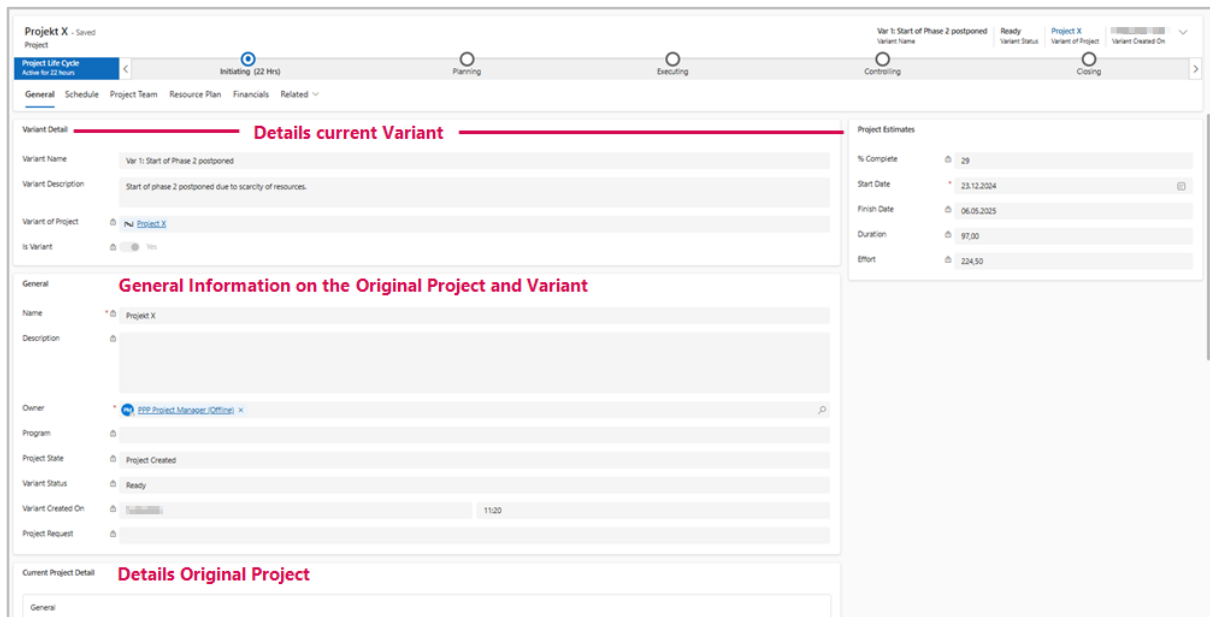 Projekt X - Saved
Project
Var 1: Start of Phase 2 postponed
Variant Name
Ready
Variant Status
Project X
Variant of Project
Variant Created On
Project Life Cycle
Active for 22 hours
Initiating (22 Hrs)
Planning
Executing
Controlling
Closing
General Schedule Project Team Resource Plan Financials Related
Variant Detail
Details current Variant
Variant Name Var 1: Start of Phase 2 postponed
Variant Description Start of phase 2 postponed due to scarcity of resources.
Variant of Project Project X
Is Variant Yes
Project Estimates
% Complete 29
Start Date * 23.12.2024
Finish Date 06.05.2025
Duration 97,00
Effort 224,50
General
General Information on the Original Project and Variant
Name * Projekt X
Description
Owner * PM PPP Project Manager (Offline) ×
Program
Project State Project Created
Variant Status Ready
Variant Created On 11:20
Project Request
Current Project Detail
Details Original Project
General